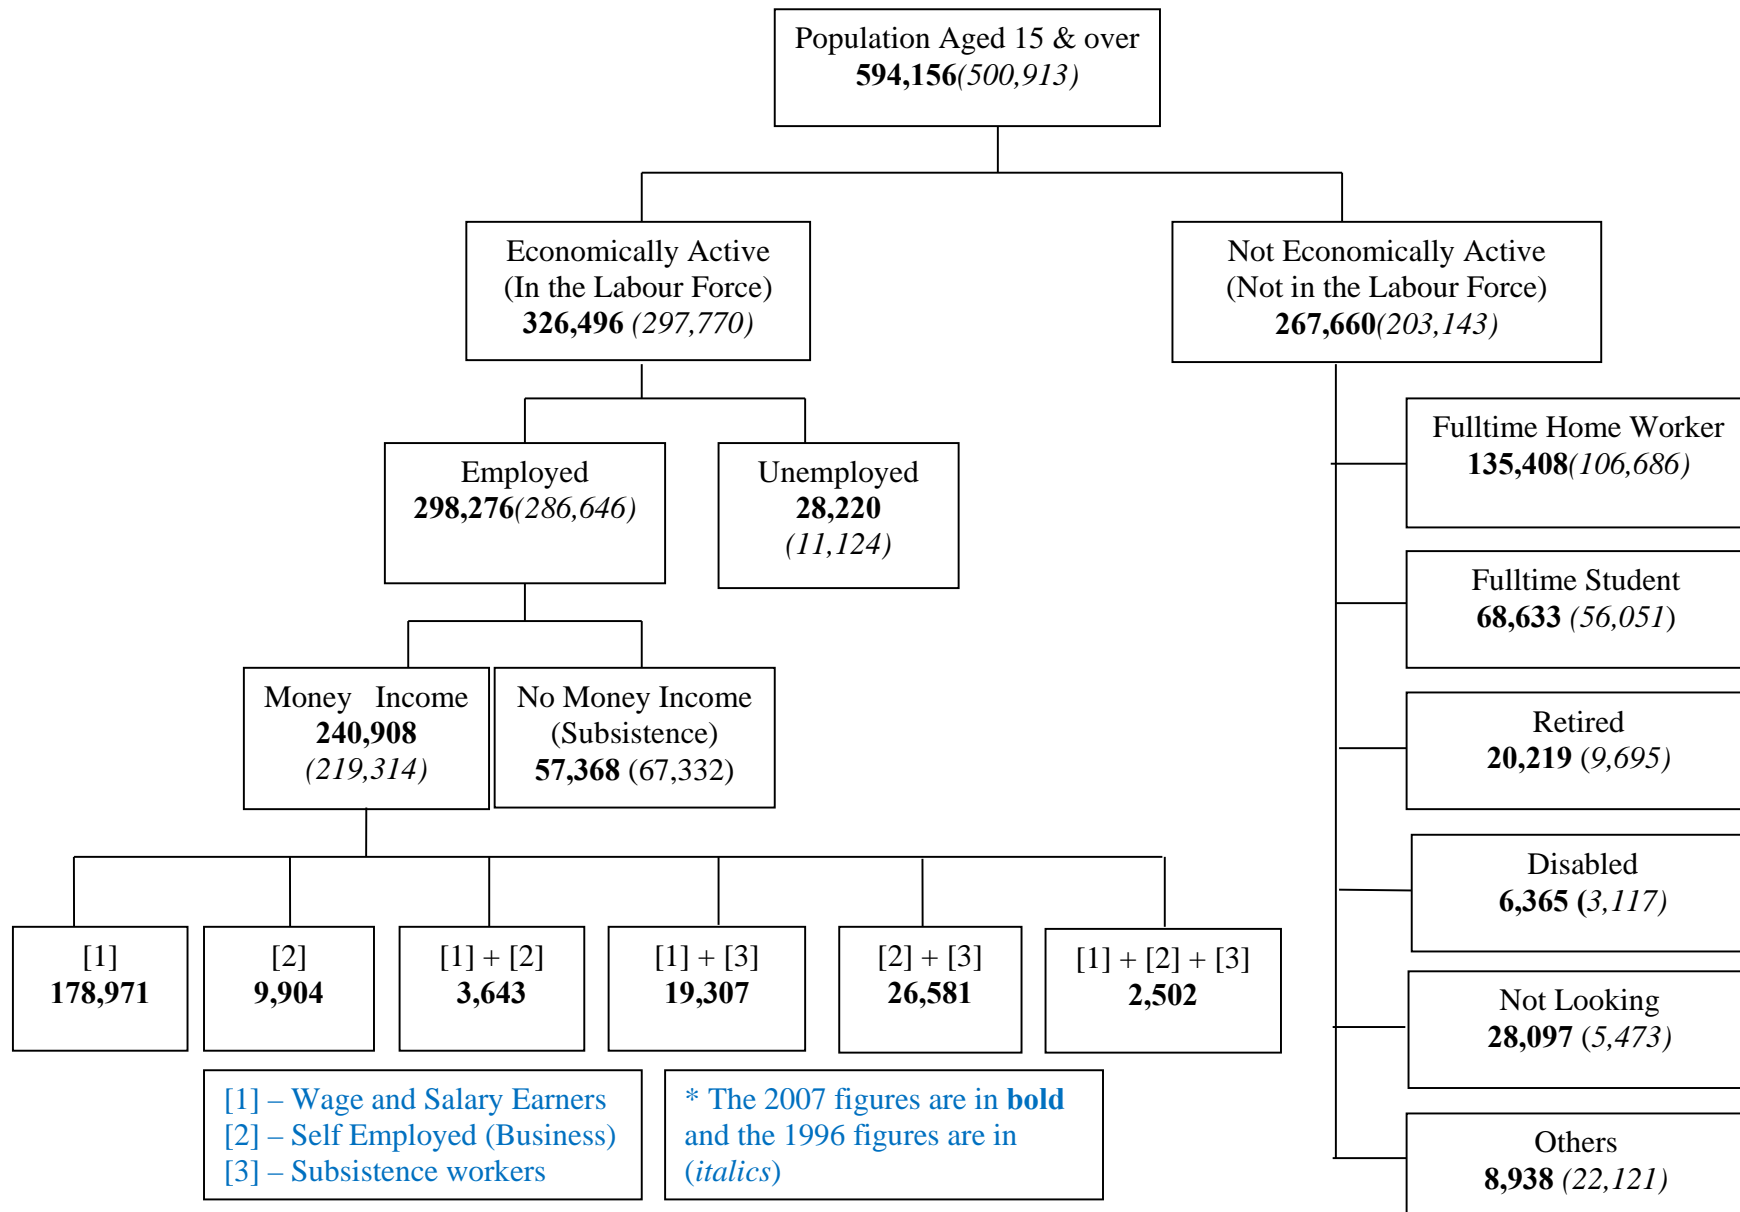 Population Aged 15 & over
594,156(500,913)
Economically Active
(In the Labour Force)
326,496 (297,770)
Not Economically Active
(Not in the Labour Force)
267,660(203,143)
Employed
298,276(286,646)
Unemployed
28,220
(11,124)
Fulltime Home Worker
135,408(106,686)
Fulltime Student
68,633 (56,051)
Money Income
240,908
(219,314)
No Money Income
(Subsistence)
57,368 (67,332)
Retired
20,219 (9,695)
Disabled
6,365 (3,117)
[1]
178,971
[2]
9,904
[1] + [2]
3,643
[1] + [3]
19,307
[2] + [3]
26,581
[1] + [2] + [3]
2,502
Not Looking
28,097 (5,473)
[1] – Wage and Salary Earners
[2] – Self Employed (Business)
[3] – Subsistence workers
* The 2007 figures are in bold
and the 1996 figures are in
(italics)
Others
8,938 (22,121)